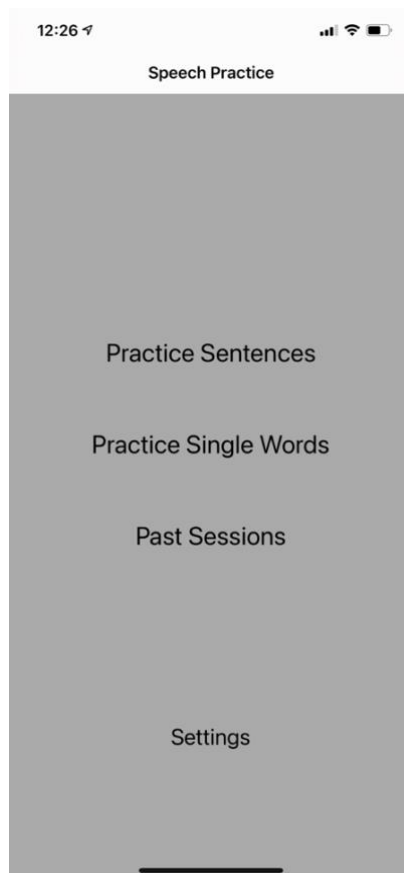 12:26
Speech Practice
Practice Sentences
Practice Single Words
Past Sessions
Settings